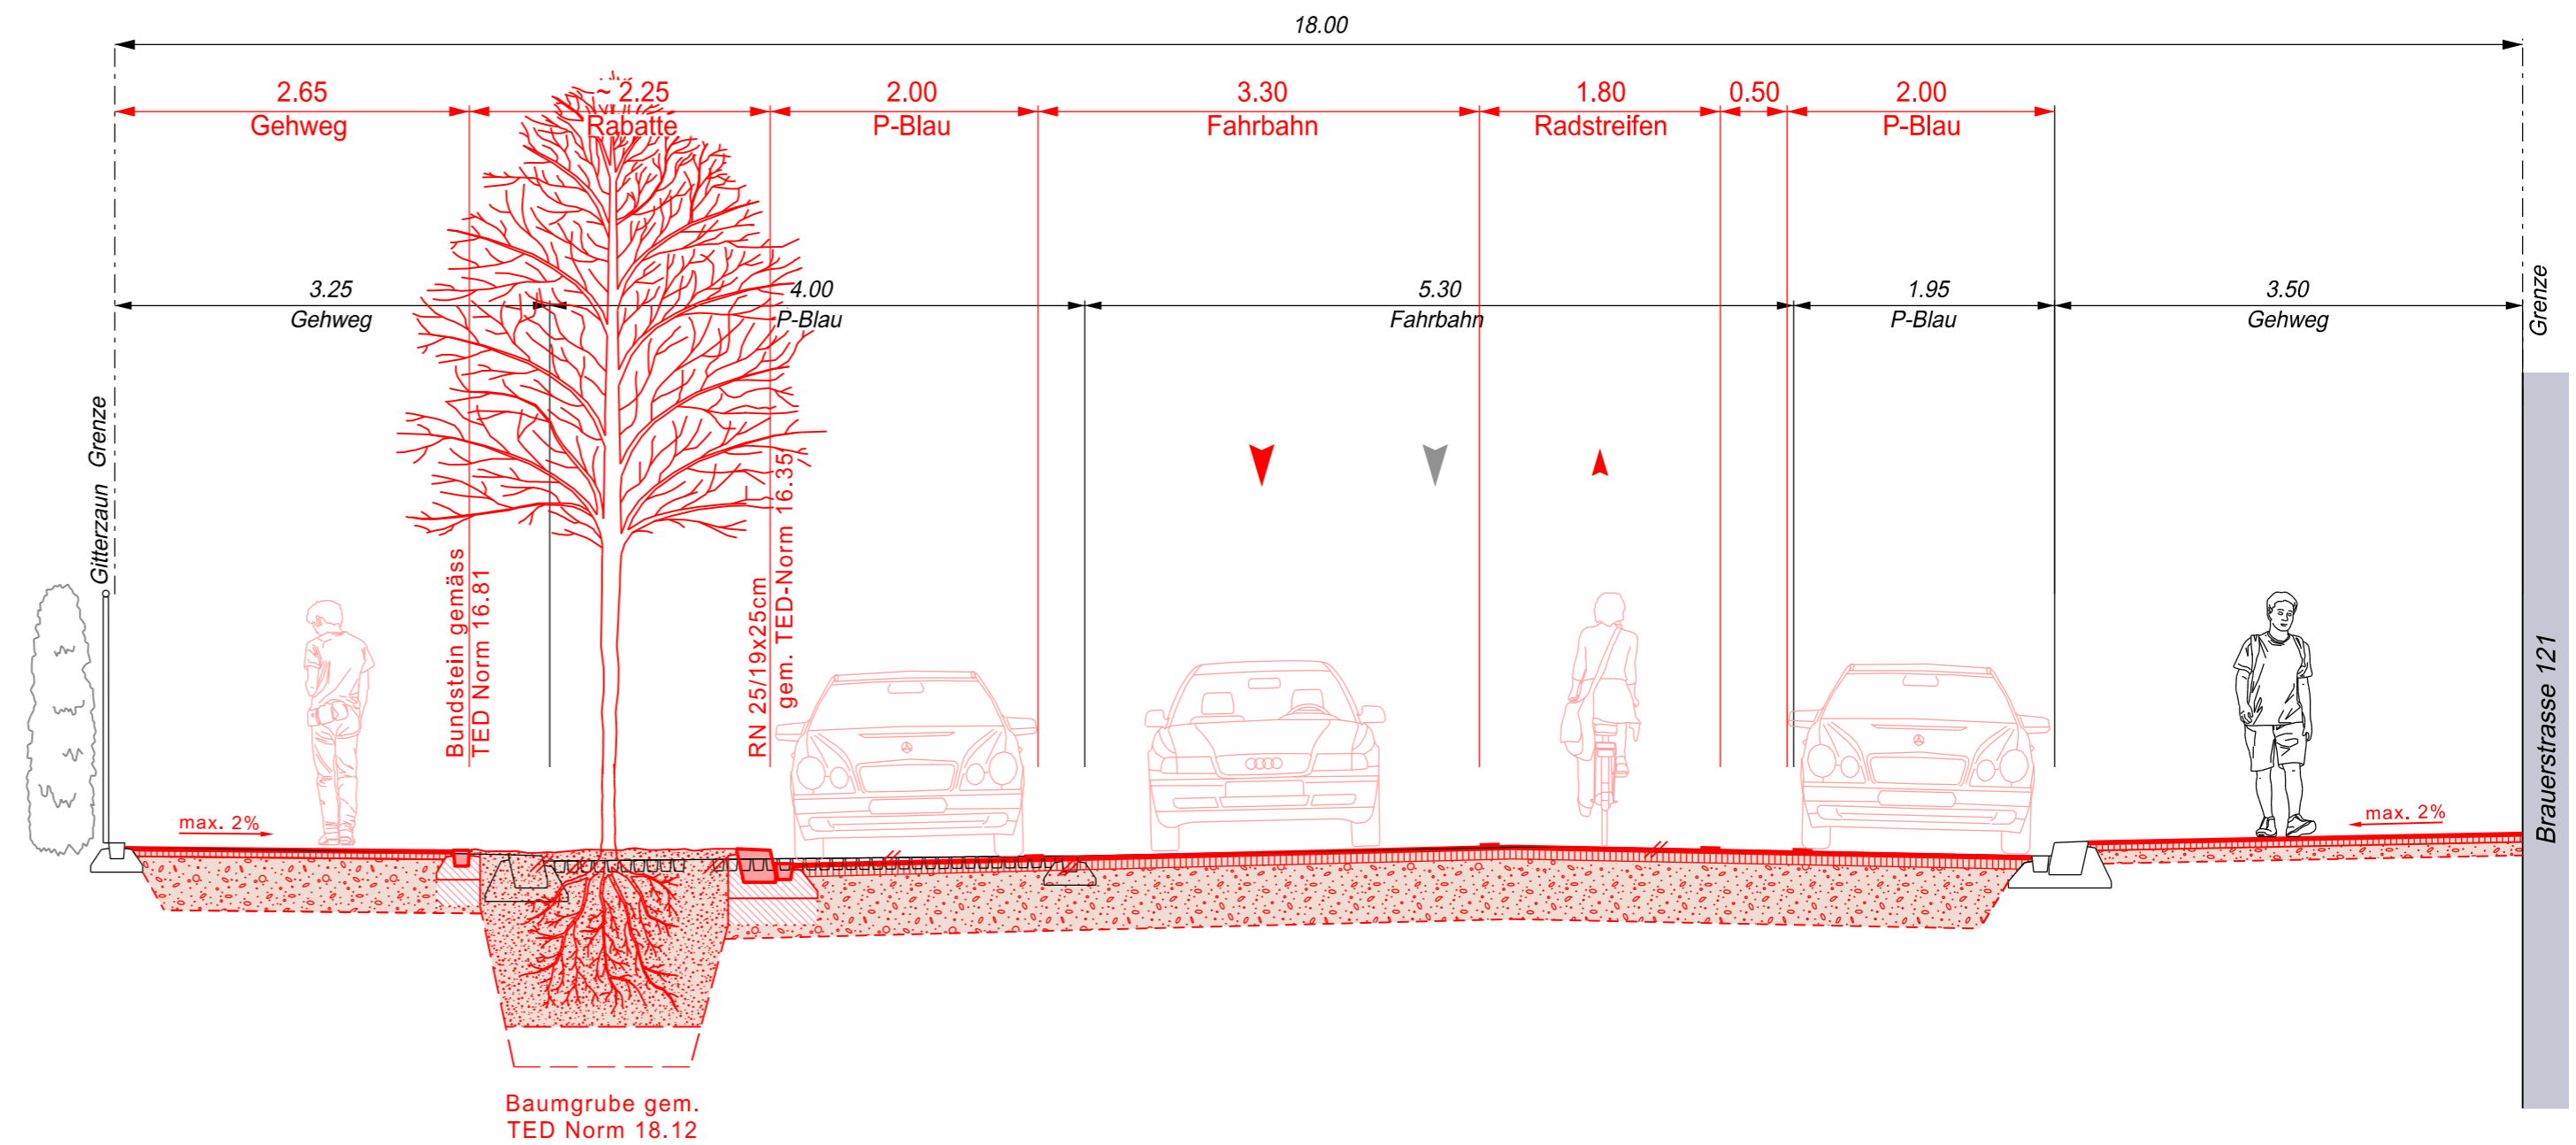 18.00
2.65
~ 2.25
2.00
3.30
1.80
0.50
2.00
Gehweg
Rabatte
P-Blau
Fahrbahn
Radstreifen
P-Blau
3.25
4.00
5.30
1.95
3.50
Gehweg
P-Blau
Fahrbahn
P-Blau
Gehweg
Grenze
Gitterzaun Grenze
Bundstein gemäss
TED Norm 16.81
RN 25/19x25cm
gem. TED-Norm 16.35
Brauerstrasse 121
max. 2%
max. 2%
Baumgrube gem.
TED Norm 18.12